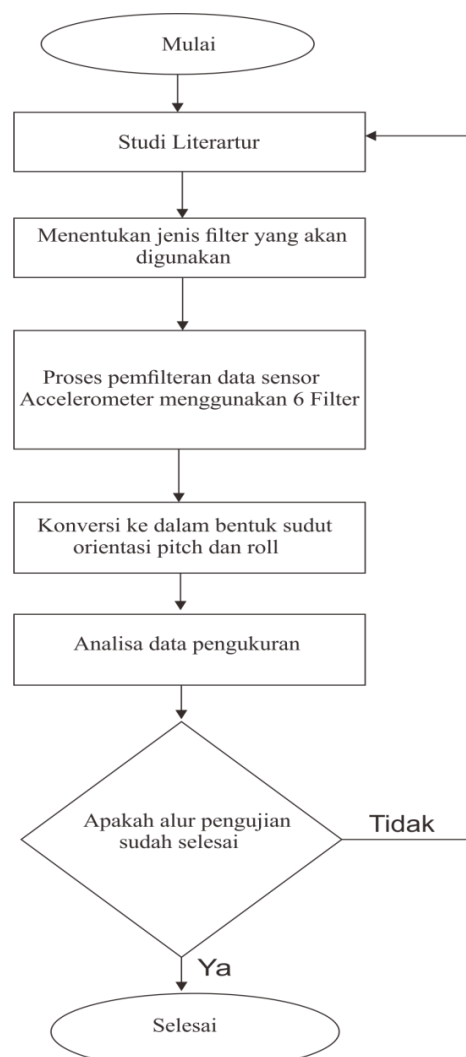 Mulai
Studi Literartur
Menentukan jenis filter yang akan
digunakan
Proses pemfilteran data sensor
Accelerometer menggunakan 6 Filter
Konversi ke dalam bentuk sudut
orientasi pitch dan roll
Analisa data pengukuran
Apakah alur pengujian
sudah selesai
Tidak
Ya
Selesai